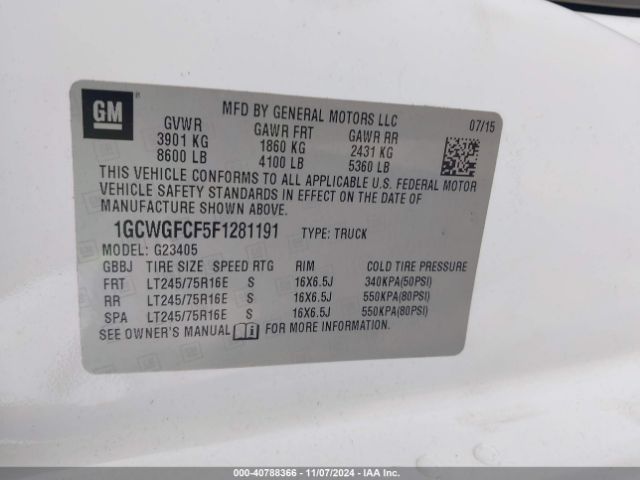 GM
MFD BY GENERAL MOTORS LLC
07/15
GVWR GAWR FRT GAWR RR
3901 KG 1860 KG 2431 KG
8600 LB 4100 LB 5360 LB
THIS VEHICLE CONFORMS TO ALL APPLICABLE U.S. FEDERAL MOTOR
VEHICLE SAFETY STANDARDS IN EFFECT ON THE DATE OF
MANUFACTURE SHOWN ABOVE.
1GCWGFCF5F1281191 TYPE: TRUCK
MODEL: G23405
GBBJ TIRE SIZE SPEED RTG RIM COLD TIRE PRESSURE
FRT LT245/75R16E S 16X6.5J 340KPA(50PSI)
RR LT245/75R16E S 16X6.5J 550KPA(80PSI)
SPA LT245/75R16E S 16X6.5J 550KPA(80PSI)
SEE OWNER'S MANUAL FOR MORE INFORMATION.
000-40788366 - 11/07/2024 - IAA Holdings, LLC.